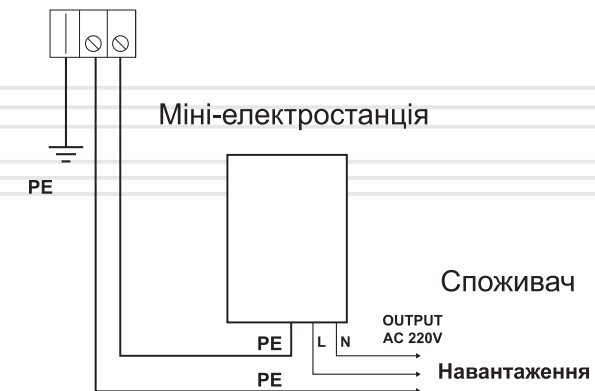 Міні-електростанція
PE
Споживач
OUTPUT
AC 220V
PE
L
N
Навантаження
PE